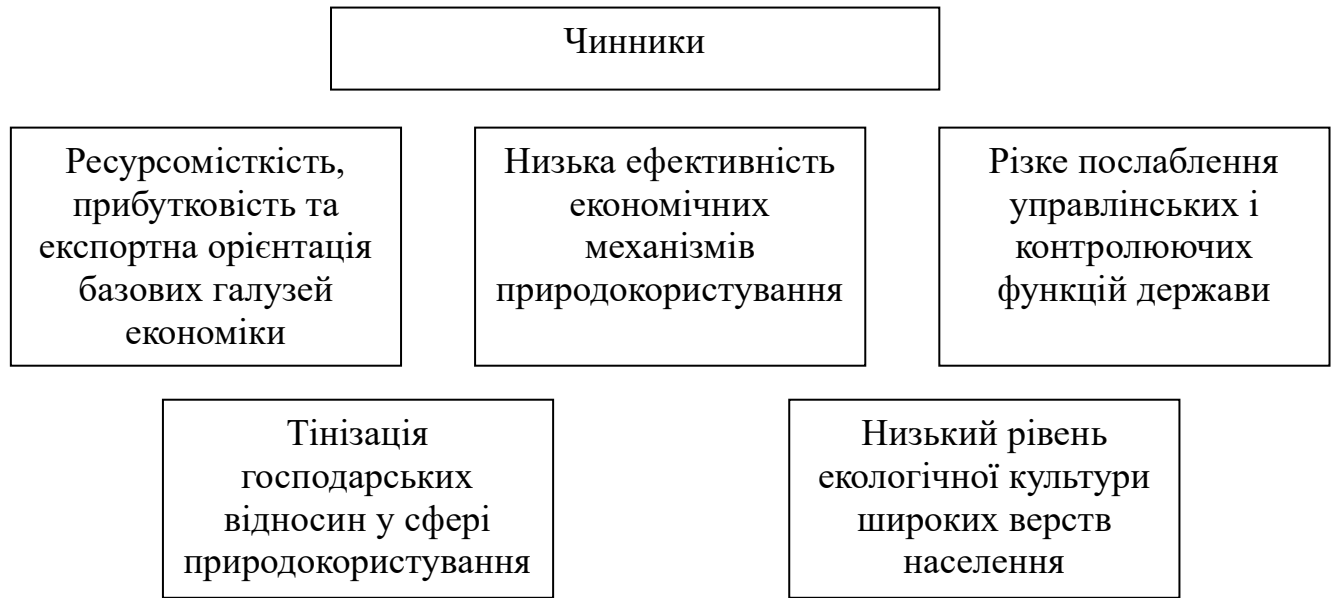 Чинники
Ресурсомісткість,
прибутковість та
експортна орієнтація
базових галузей
економіки
Низька ефективність
економічних
механізмів
природокористування
Різке послаблення
управлінських і
контролюючих
функцій держави
Тінізація
господарських
відносин у сфері
природокористування
Низький рівень
екологічної культури
широких верств
населення